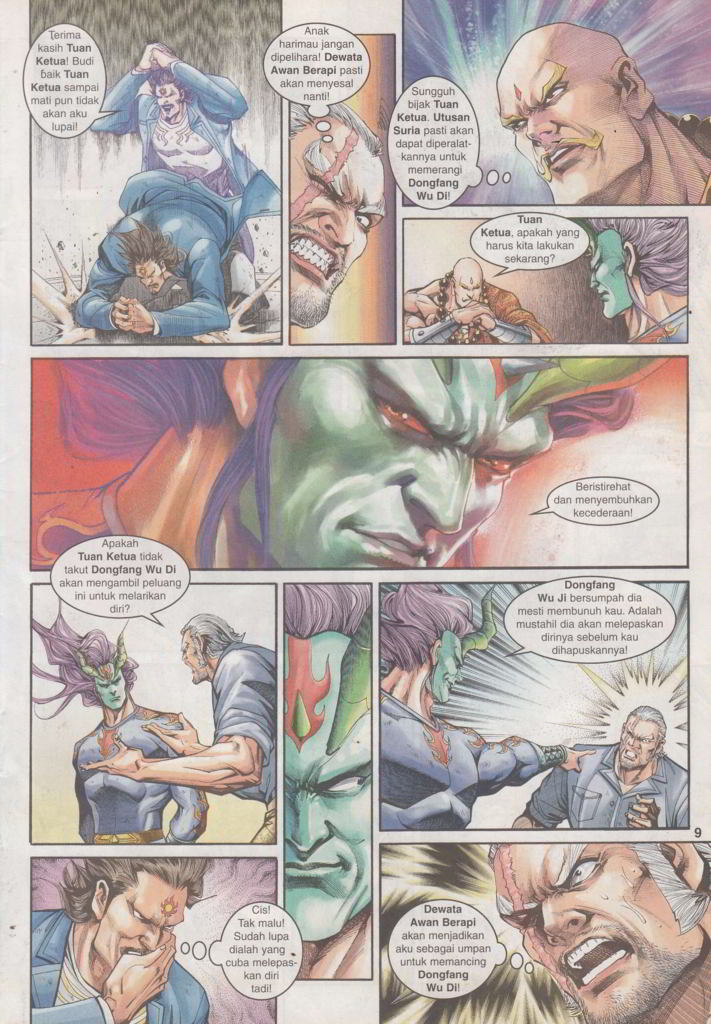 Terima
kasih Tuan
Ketua! Budi
baik Tuan
Ketua sampai
mati pun tidak
akan aku
lupai!
Anak
harimau jangan
dipelihara! Dewata
Awan Berapi pasti
akan menyesal
nanti!
Sungguh
bijak Tuan
Ketua. Utusan
Suria pasti akan
dapat diperalat-
kannya untuk
memerangi
Dongfang
Wu Di!
Tuan
Ketua, apakah yang
harus kita lakukan
sekarang?
Beristirehat
dan menyembuhkan
kecederaan!
Apakah
Tuan Ketua tidak
takut Dongfang Wu Di
akan mengambil peluang
ini untuk melarikan
diri?
Dongfang
Wu Ji bersumpah dia
mesti membunuh kau. Adalah
mustahil dia akan melepaskan
dirinya sebelum kau
dihapuskannya!
Cis!
Tak malu!
Sudah lupa
dialah yang
cuba melepas-
kan diri
tadi!
Dewata
Awan Berapi
akan menjadikan
aku sebagai umpan
untuk memancing
Dongfang
Wu Di!
9